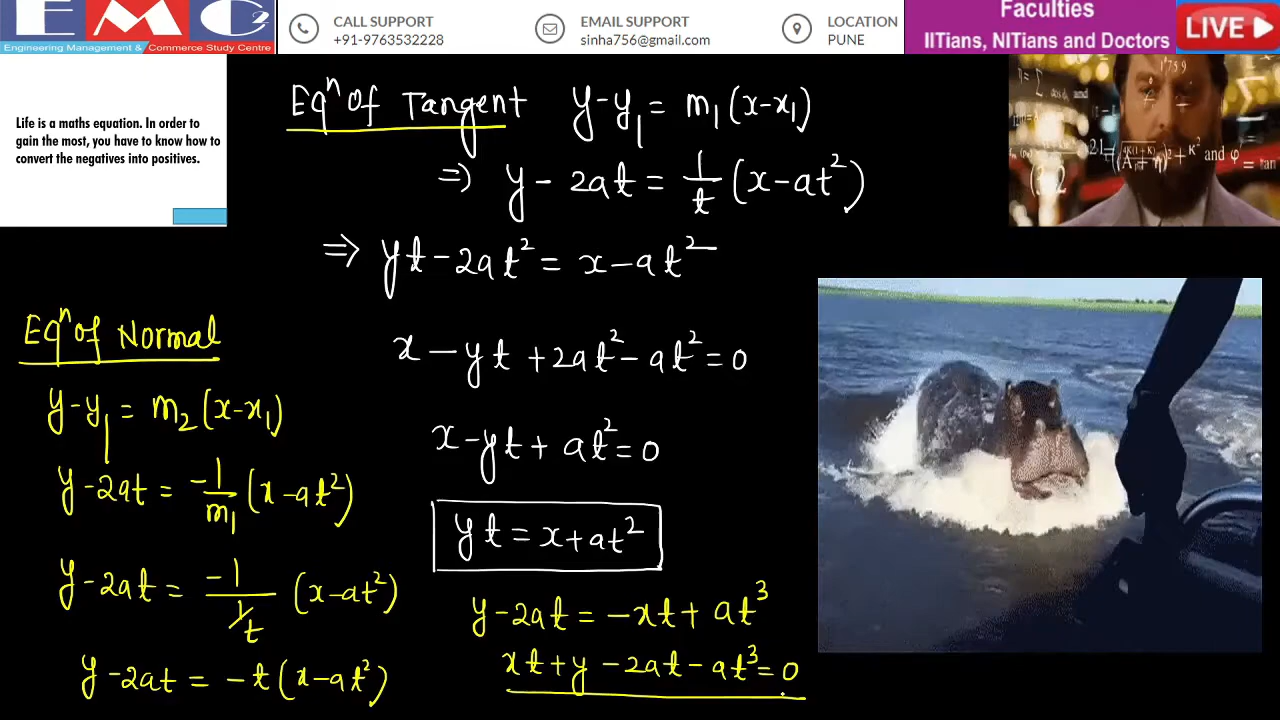 EMC²
Engineering Management & Commerce Study Centre
CALL SUPPORT
+91-9763532228
EMAIL SUPPORT
sinha756@gmail.com
LOCATION
PUNE
Faculties
IITians, NITians and Doctors
LIVE
Life is a maths equation. In order to
gain the most, you have to know how to
convert the negatives into positives.
Eqⁿ Of Tangent y-y₁ = m₁(x-x₁)
⇒ y - 2at = 1/t (x-at²)
⇒ yt - 2at² = x - at²
x - yt + 2at² - at² = 0
x - yt + at² = 0
yt = x + at²
Eqⁿ of Normal
y-y₁ = m₂(x-x₁)
y-2at = -1/m₁ (x-at²)
y-2at = -1/(1/t) (x-at²)
y-2at = -t(x-at²)
y-2at = -xt + at³
xt + y - 2at - at³ = 0